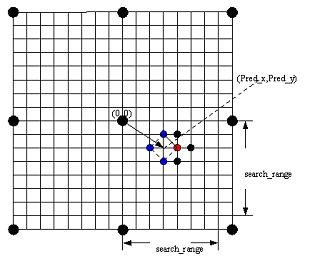 (Pred_x,Pred_y)
(0,0)
search_range
search_range